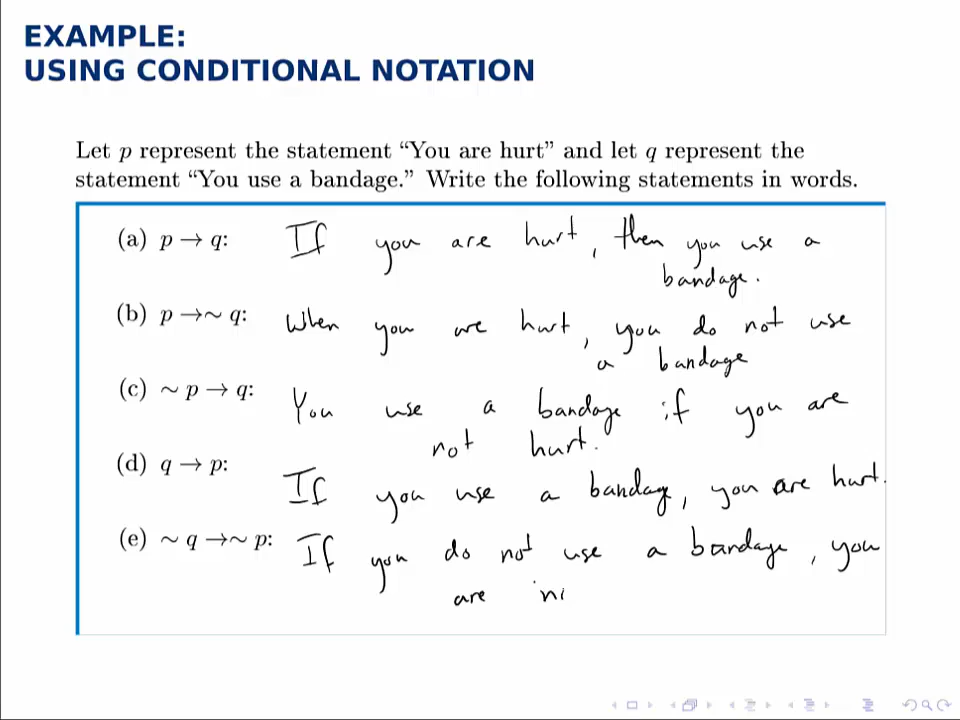 EXAMPLE:
USING CONDITIONAL NOTATION
Let p represent the statement “You are hurt” and let q represent the
statement “You use a bandage.” Write the following statements in words.
(a) p → q: If you are hurt, then you use a
bandage.
(b) p →∼ q: When you are hurt, you do not use
a bandage
(c) ∼ p → q: You use a bandage if you are
not hurt.
(d) q → p: If you use a bandage, you are hurt.
(e) ∼ q →∼ p: If you do not use a bandage, you
are